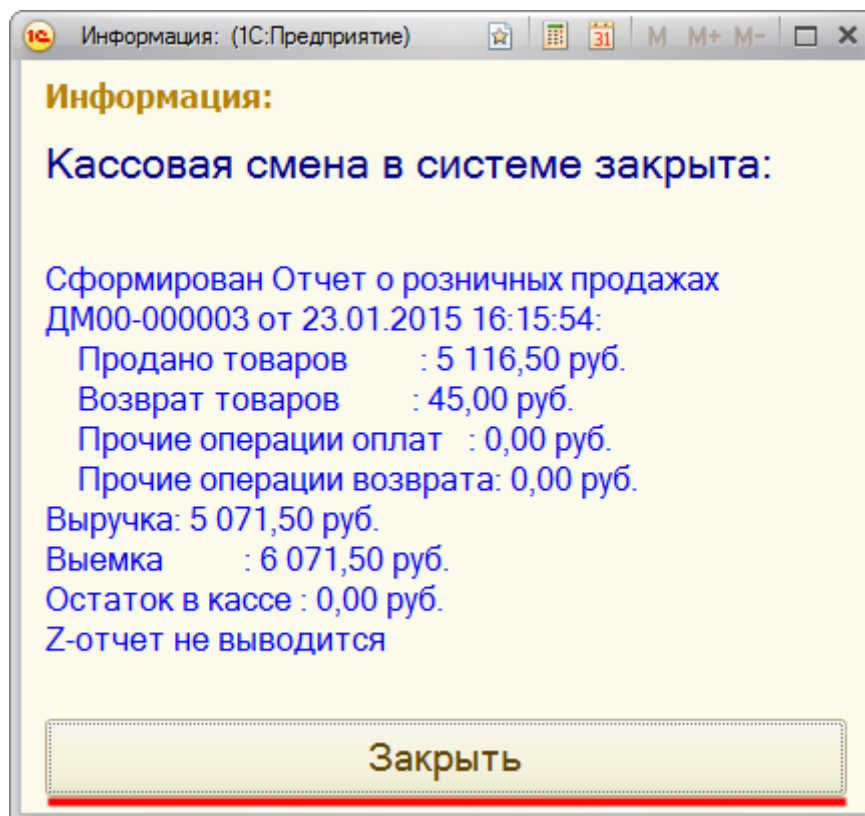 1С Информация: (1С:Предприятие) 31 M M+ M-
Информация:
Кассовая смена в системе закрыта:
Сформирован Отчет о розничных продажах
ДМ00-000003 от 23.01.2015 16:15:54:
Продано товаров : 5 116,50 руб.
Возврат товаров : 45,00 руб.
Прочие операции оплат : 0,00 руб.
Прочие операции возврата: 0,00 руб.
Выручка: 5 071,50 руб.
Выемка : 6 071,50 руб.
Остаток в кассе : 0,00 руб.
Z-отчет не выводится
Закрыть